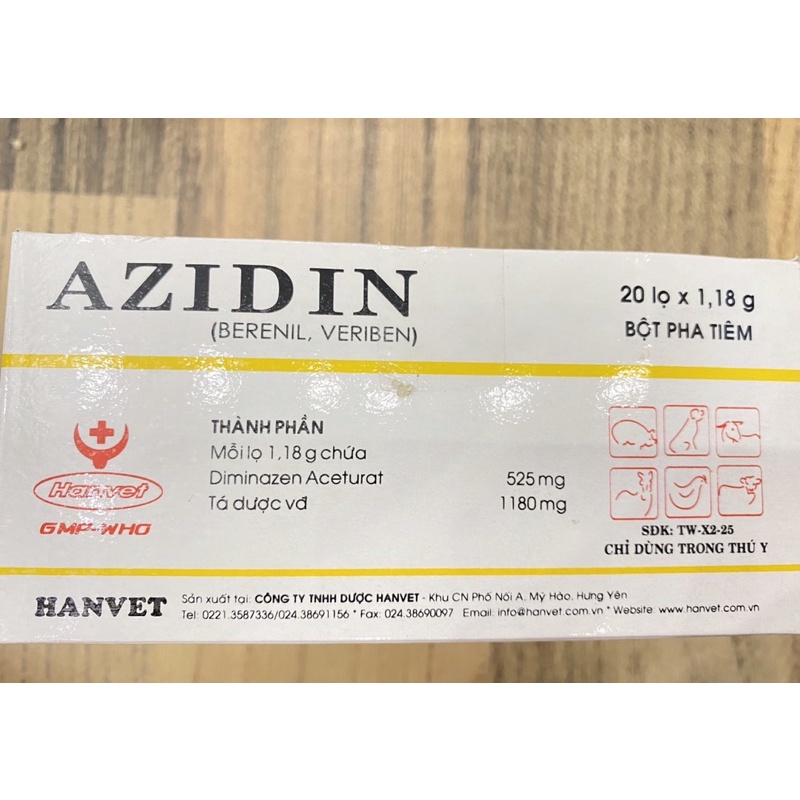 AZIDIN
(BERENIL, VERIBEN)
20 lọ x 1,18 g
BỘT PHA TIÊM
THÀNH PHẦN
Mỗi lọ 1,18 g chứa
Diminazen Aceturat 525 mg
Tá dược vđ 1180 mg
Hanvet
GMP-WHO
SĐK: TW-X2-25
CHỈ DÙNG TRONG THÚ Y
HANVET
Sản xuất tại: CÔNG TY TNHH DƯỢC HANVET - Khu CN Phố Nối A, Mỹ Hào, Hưng Yên
Tel: 0221.3587336/024.38691156 * Fax: 024.38690097 Email: info@hanvet.com.vn * Website: www.hanvet.com.vn